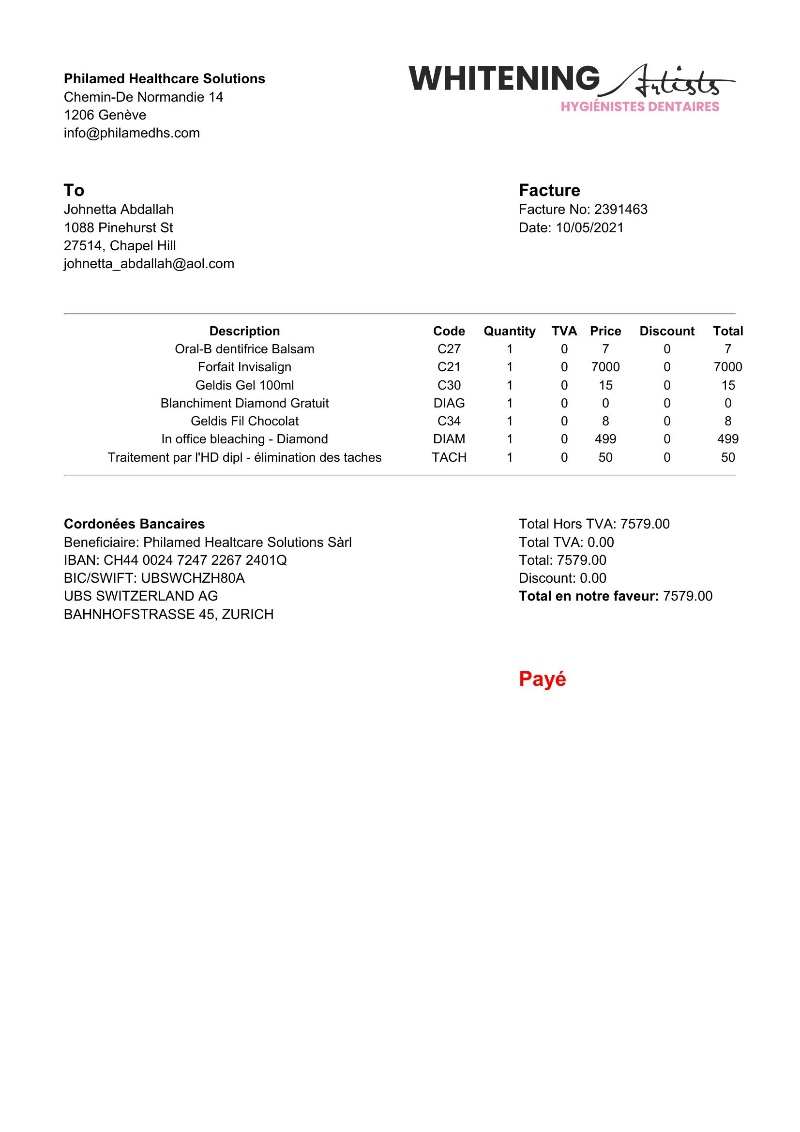 Philamed Healthcare Solutions
Chemin-De Normandie 14
1206 Genève
info@philamedhs.com
WHITENING Artists
HYGIÉNISTES DENTAIRES
To
Johnetta Abdallah
1088 Pinehurst St
27514, Chapel Hill
johnetta_abdallah@aol.com
Facture
Facture No: 2391463
Date: 10/05/2021
Description Code Quantity TVA Price Discount Total
Oral-B dentifrice Balsam C27 1 0 7 0 7
Forfait Invisalign C21 1 0 7000 0 7000
Geldis Gel 100ml C30 1 0 15 0 15
Blanchiment Diamond Gratuit DIAG 1 0 0 0 0
Geldis Fil Chocolat C34 1 0 8 0 8
In office bleaching - Diamond DIAM 1 0 499 0 499
Traitement par l'HD dipl - élimination des taches TACH 1 0 50 0 50
Cordonées Bancaires
Beneficiaire: Philamed Healtcare Solutions Sàrl
IBAN: CH44 0024 7247 2267 2401Q
BIC/SWIFT: UBSWCHZH80A
UBS SWITZERLAND AG
BAHNHOFSTRASSE 45, ZURICH
Total Hors TVA: 7579.00
Total TVA: 0.00
Total: 7579.00
Discount: 0.00
Total en notre faveur: 7579.00
Payé